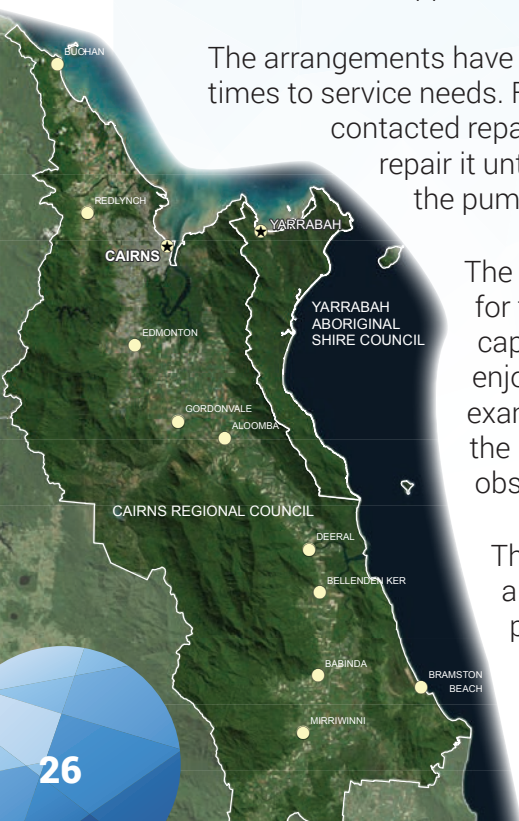 The arrangements have
times to service needs. F
contacted repa
repair it unt
the pum
The
for
cap
enjo
exam
the
obs
Th
a
p
BUCHAN
REDLYNCH
YARRABAH
CAIRNS
YARRABAH
ABORIGINAL
SHIRE COUNCIL
EDMONTON
GORDONVALE
ALOOMBA
CAIRNS REGIONAL COUNCIL
DEERAL
BELLENDEN KER
BABINDA
BRAMSTON
BEACH
MIRRIWINNI
26